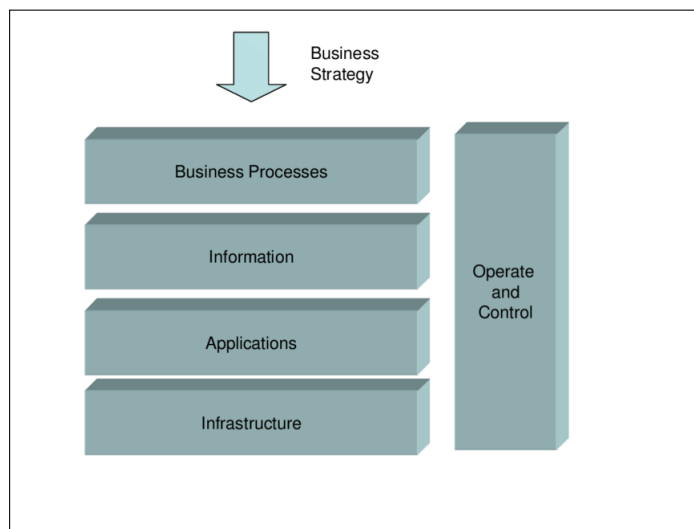 Business
Strategy
Business Processes
Information
Applications
Infrastructure
Operate
and
Control